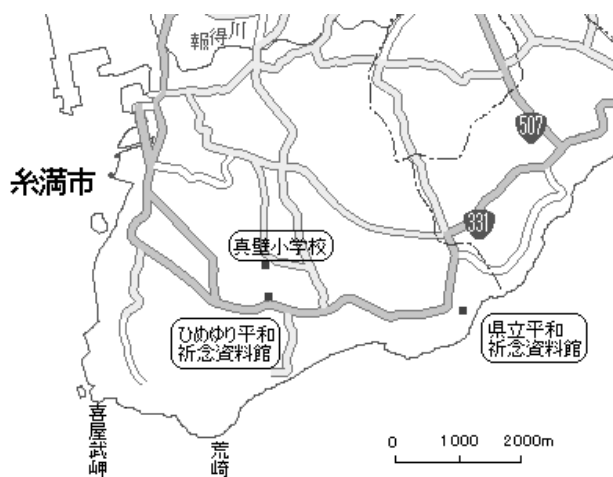 報得川
507
糸満市
331
真壁小学校
ひめゆり平和
祈念資料館
県立平和
祈念資料館
喜屋武岬
荒崎
0 1000 2000m